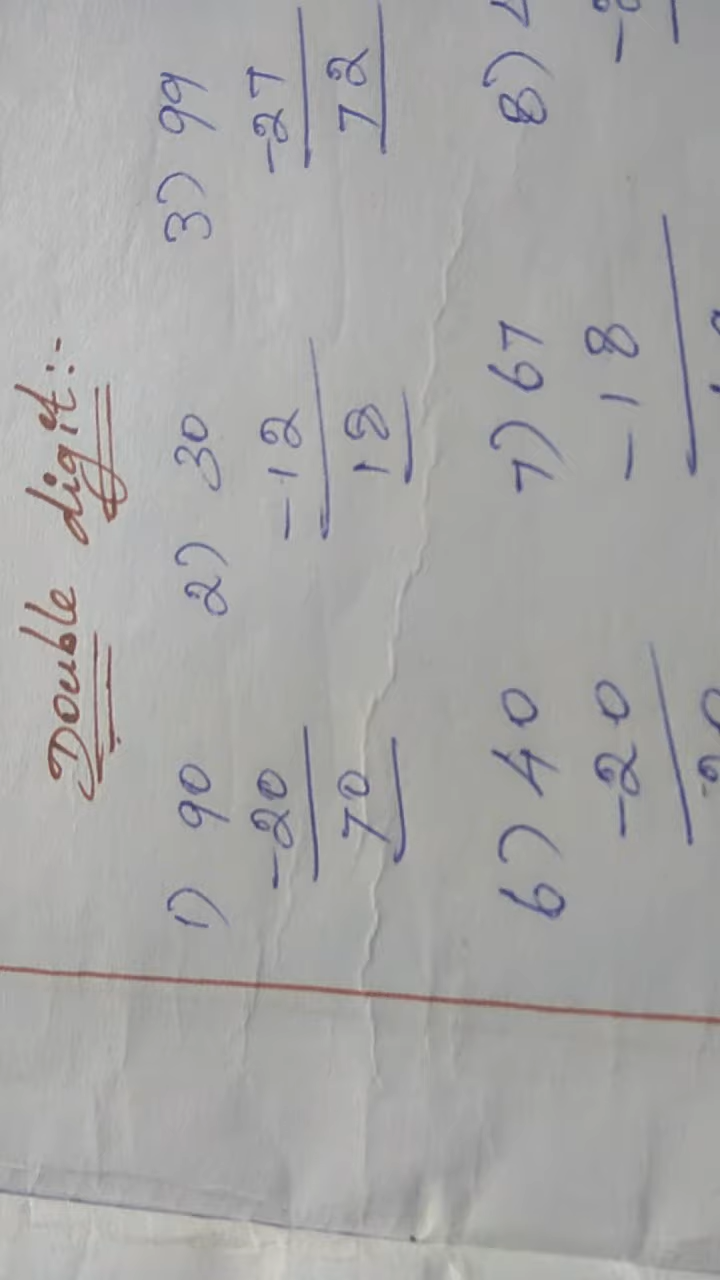 Double digit:-
1) 90 2) 30 3) 99
-20 -12 -27
70 18 72
6) 40 7) 67 8)
-20 -18